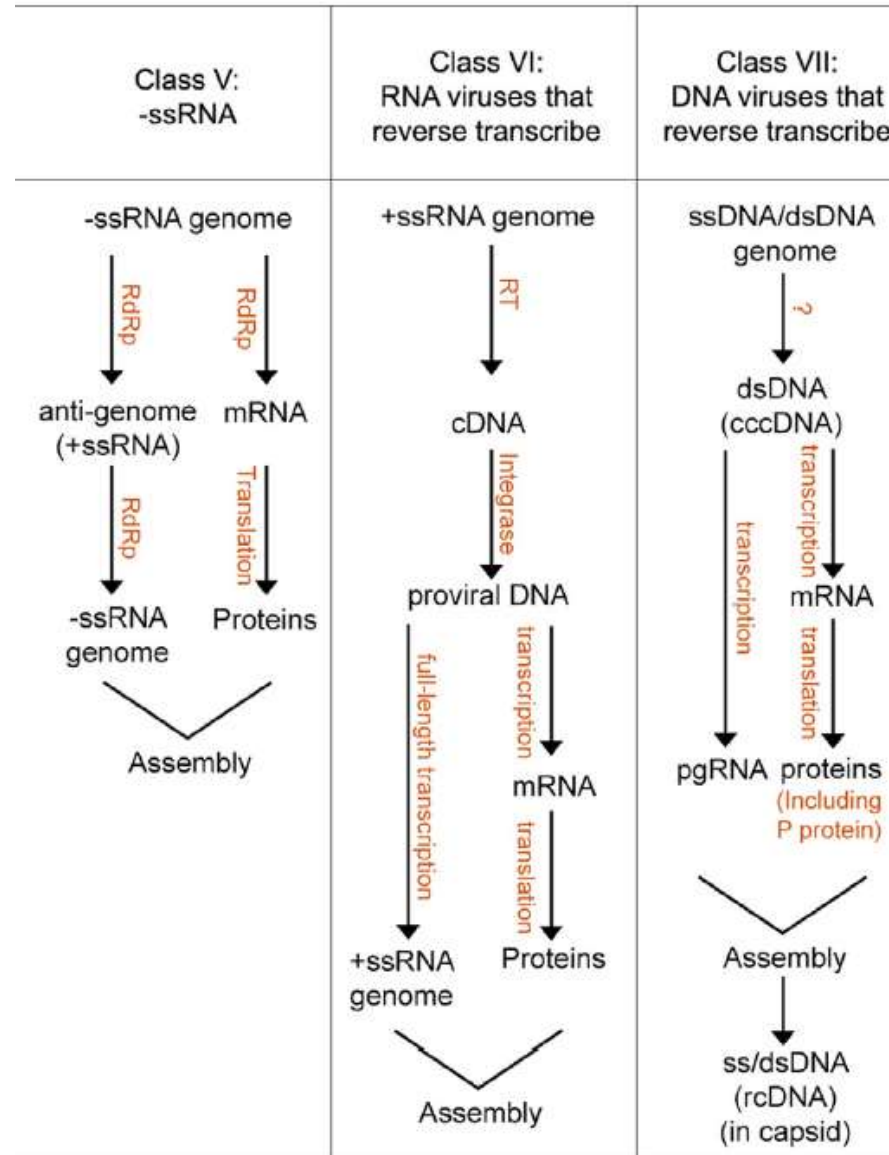 Class V:
-ssRNA
-ssRNA genome
RdRp
RdRp
anti-genome
(+ssRNA)
mRNA
RdRp
Translation
-ssRNA
genome
Proteins
Assembly
Class VI:
RNA viruses that
reverse transcribe
+ssRNA genome
RT
cDNA
Integrase
proviral DNA
full-length transcription
transcription
mRNA
translation
+ssRNA
genome
Proteins
Assembly
Class VII:
DNA viruses that
reverse transcribe
ssDNA/dsDNA
genome
?
dsDNA
(cccDNA)
transcription
transcription
mRNA
translation
pgRNA
proteins
(Including
P protein)
Assembly
ss/dsDNA
(rcDNA)
(in capsid)